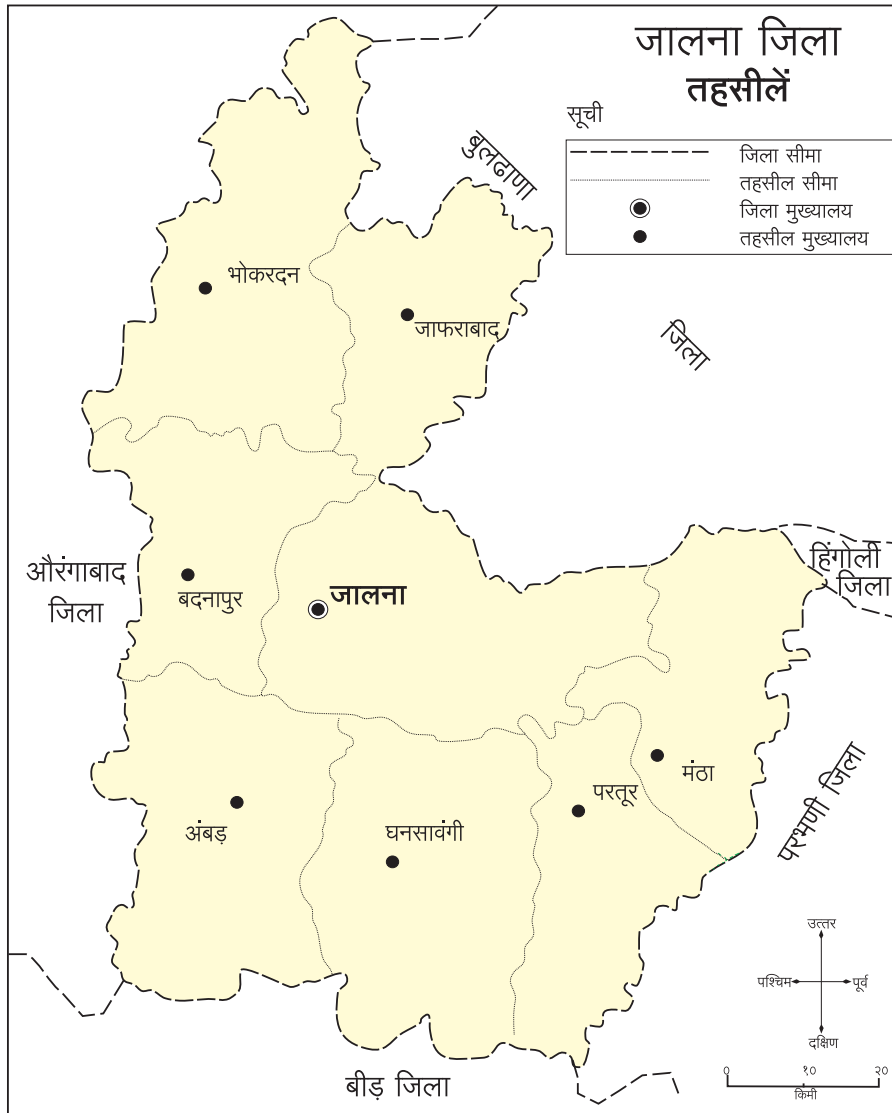 जालना जिला
तहसीलें
सूची
जिला सीमा
तहसील सीमा
जिला मुख्यालय
तहसील मुख्यालय
बुलढाणा
जिला
भोकरदन
जाफराबाद
हिंगोली
जिला
औरंगाबाद
जिला
बदनापुर
जालना
मंठा
परतूर
अंबड़
घनसावंगी
परभणी जिला
उत्तर
पश्चिम
पूर्व
दक्षिण
बीड़ जिला
० १० २०
किमी